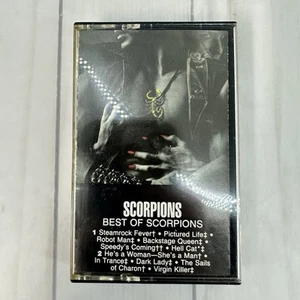 SCORPIONS
BEST OF SCORPIONS
1 Steamrock Fever† • Pictured Life‡ •
Robot Man‡ • Backstage Queen‡ •
Speedy's Coming†† • Hell Cat*‡
2 He's a Woman—She's a Man† •
In Trance‡ • Dark Lady‡ • The Sails
of Charon† • Virgin Killer‡